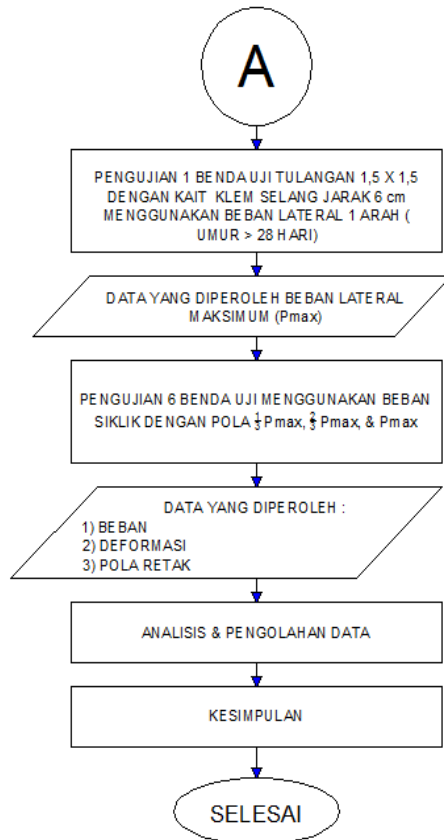 A
PENGUJIAN 1 BENDA UJI TULANGAN 1,5 X 1,5
DENGAN KAIT KLEM SELANG JARAK 6 cm
MENGGUNAKAN BEBAN LATERAL 1 ARAH (
UMUR > 28 HARI)
DATA YANG DIPEROLEH BEBAN LATERAL
MAKSIMUM (Pmax)
PENGUJIAN 6 BENDA UJI MENGGUNAKAN BEBAN
SIKLIK DENGAN POLA 1/3 Pmax, 2/3 Pmax, & Pmax
DATA YANG DIPEROLEH :
1) BEBAN
2) DEFORMASI
3) POLA RETAK
ANALISIS & PENGOLAHAN DATA
KESIMPULAN
SELESAI